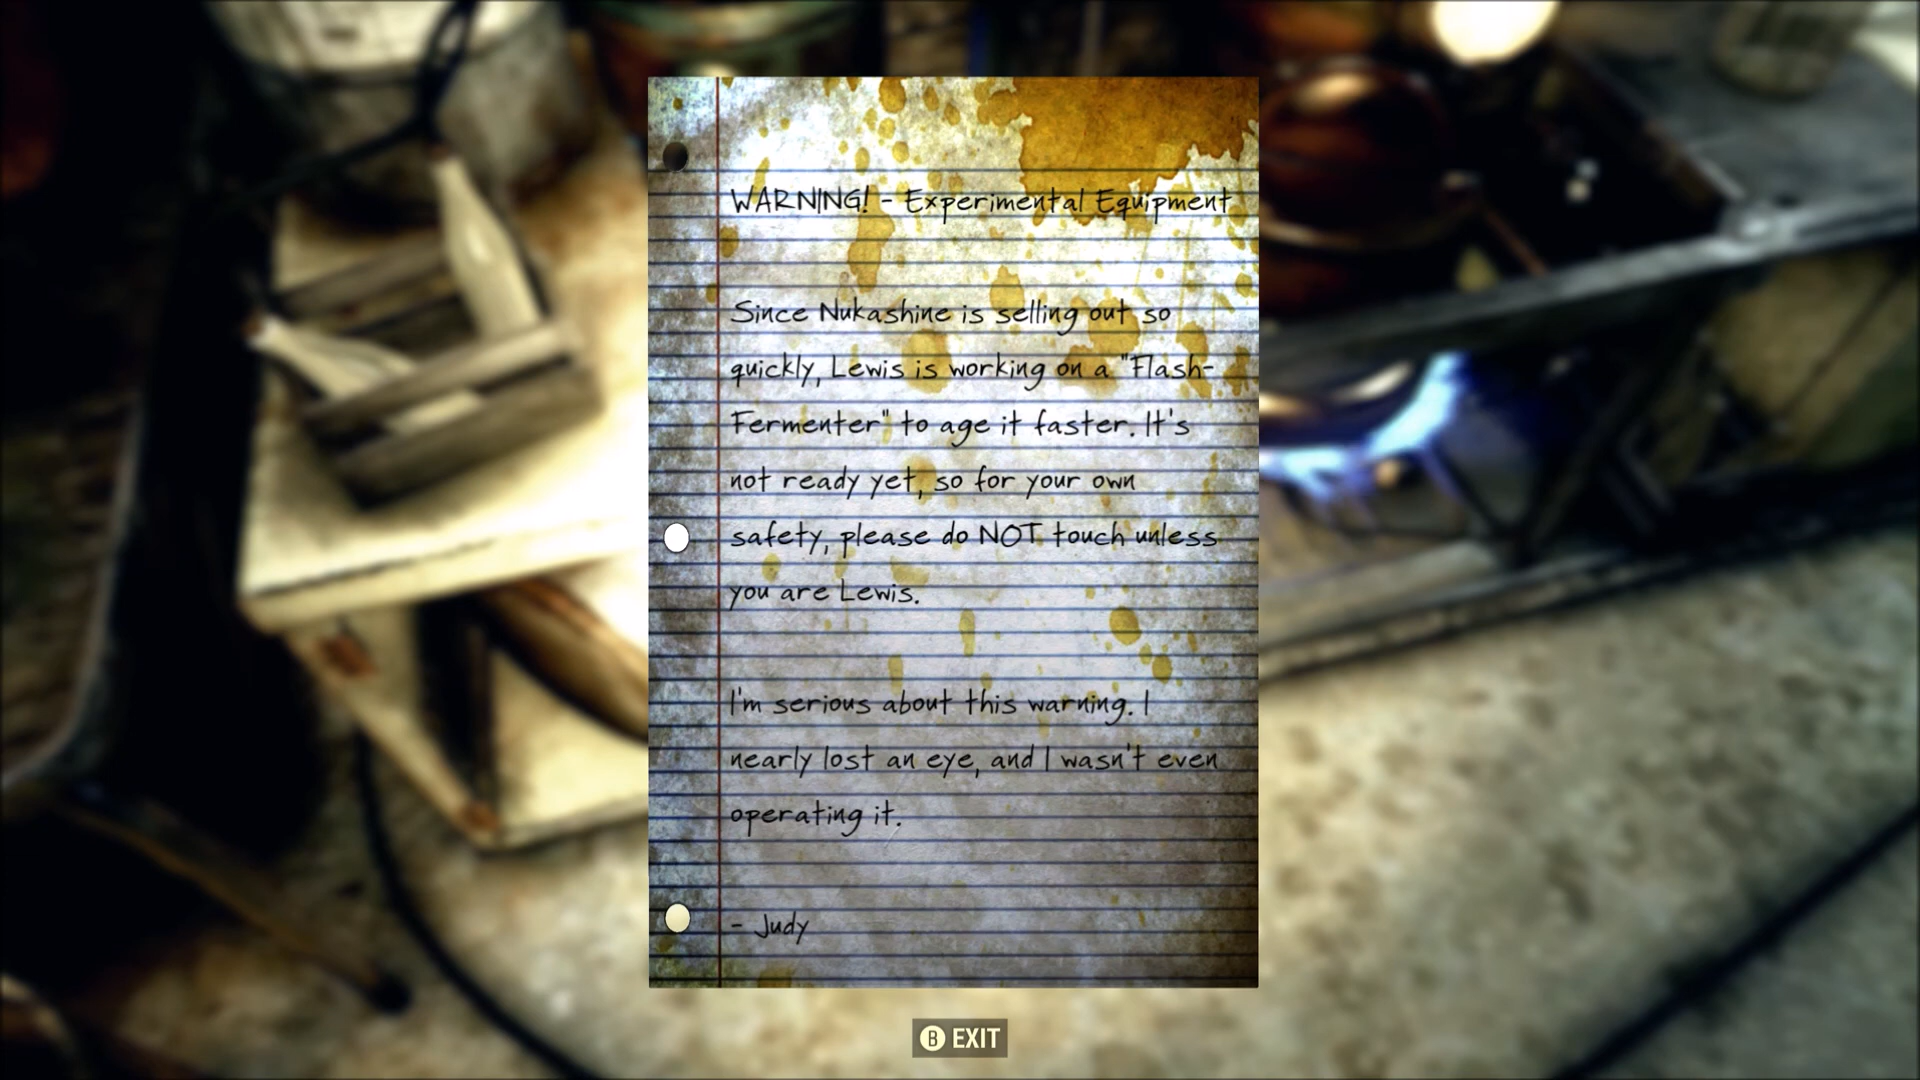 WARNING! - Experimental Equipment
Since Nukashine is selling out so
quickly, Lewis is working on a "Flash-
Fermenter" to age it faster. It's
not ready yet, so for your own
safety, please do NOT touch unless
you are Lewis.
I'm serious about this warning. I
nearly lost an eye, and I wasn't even
operating it.
- Judy
B EXIT